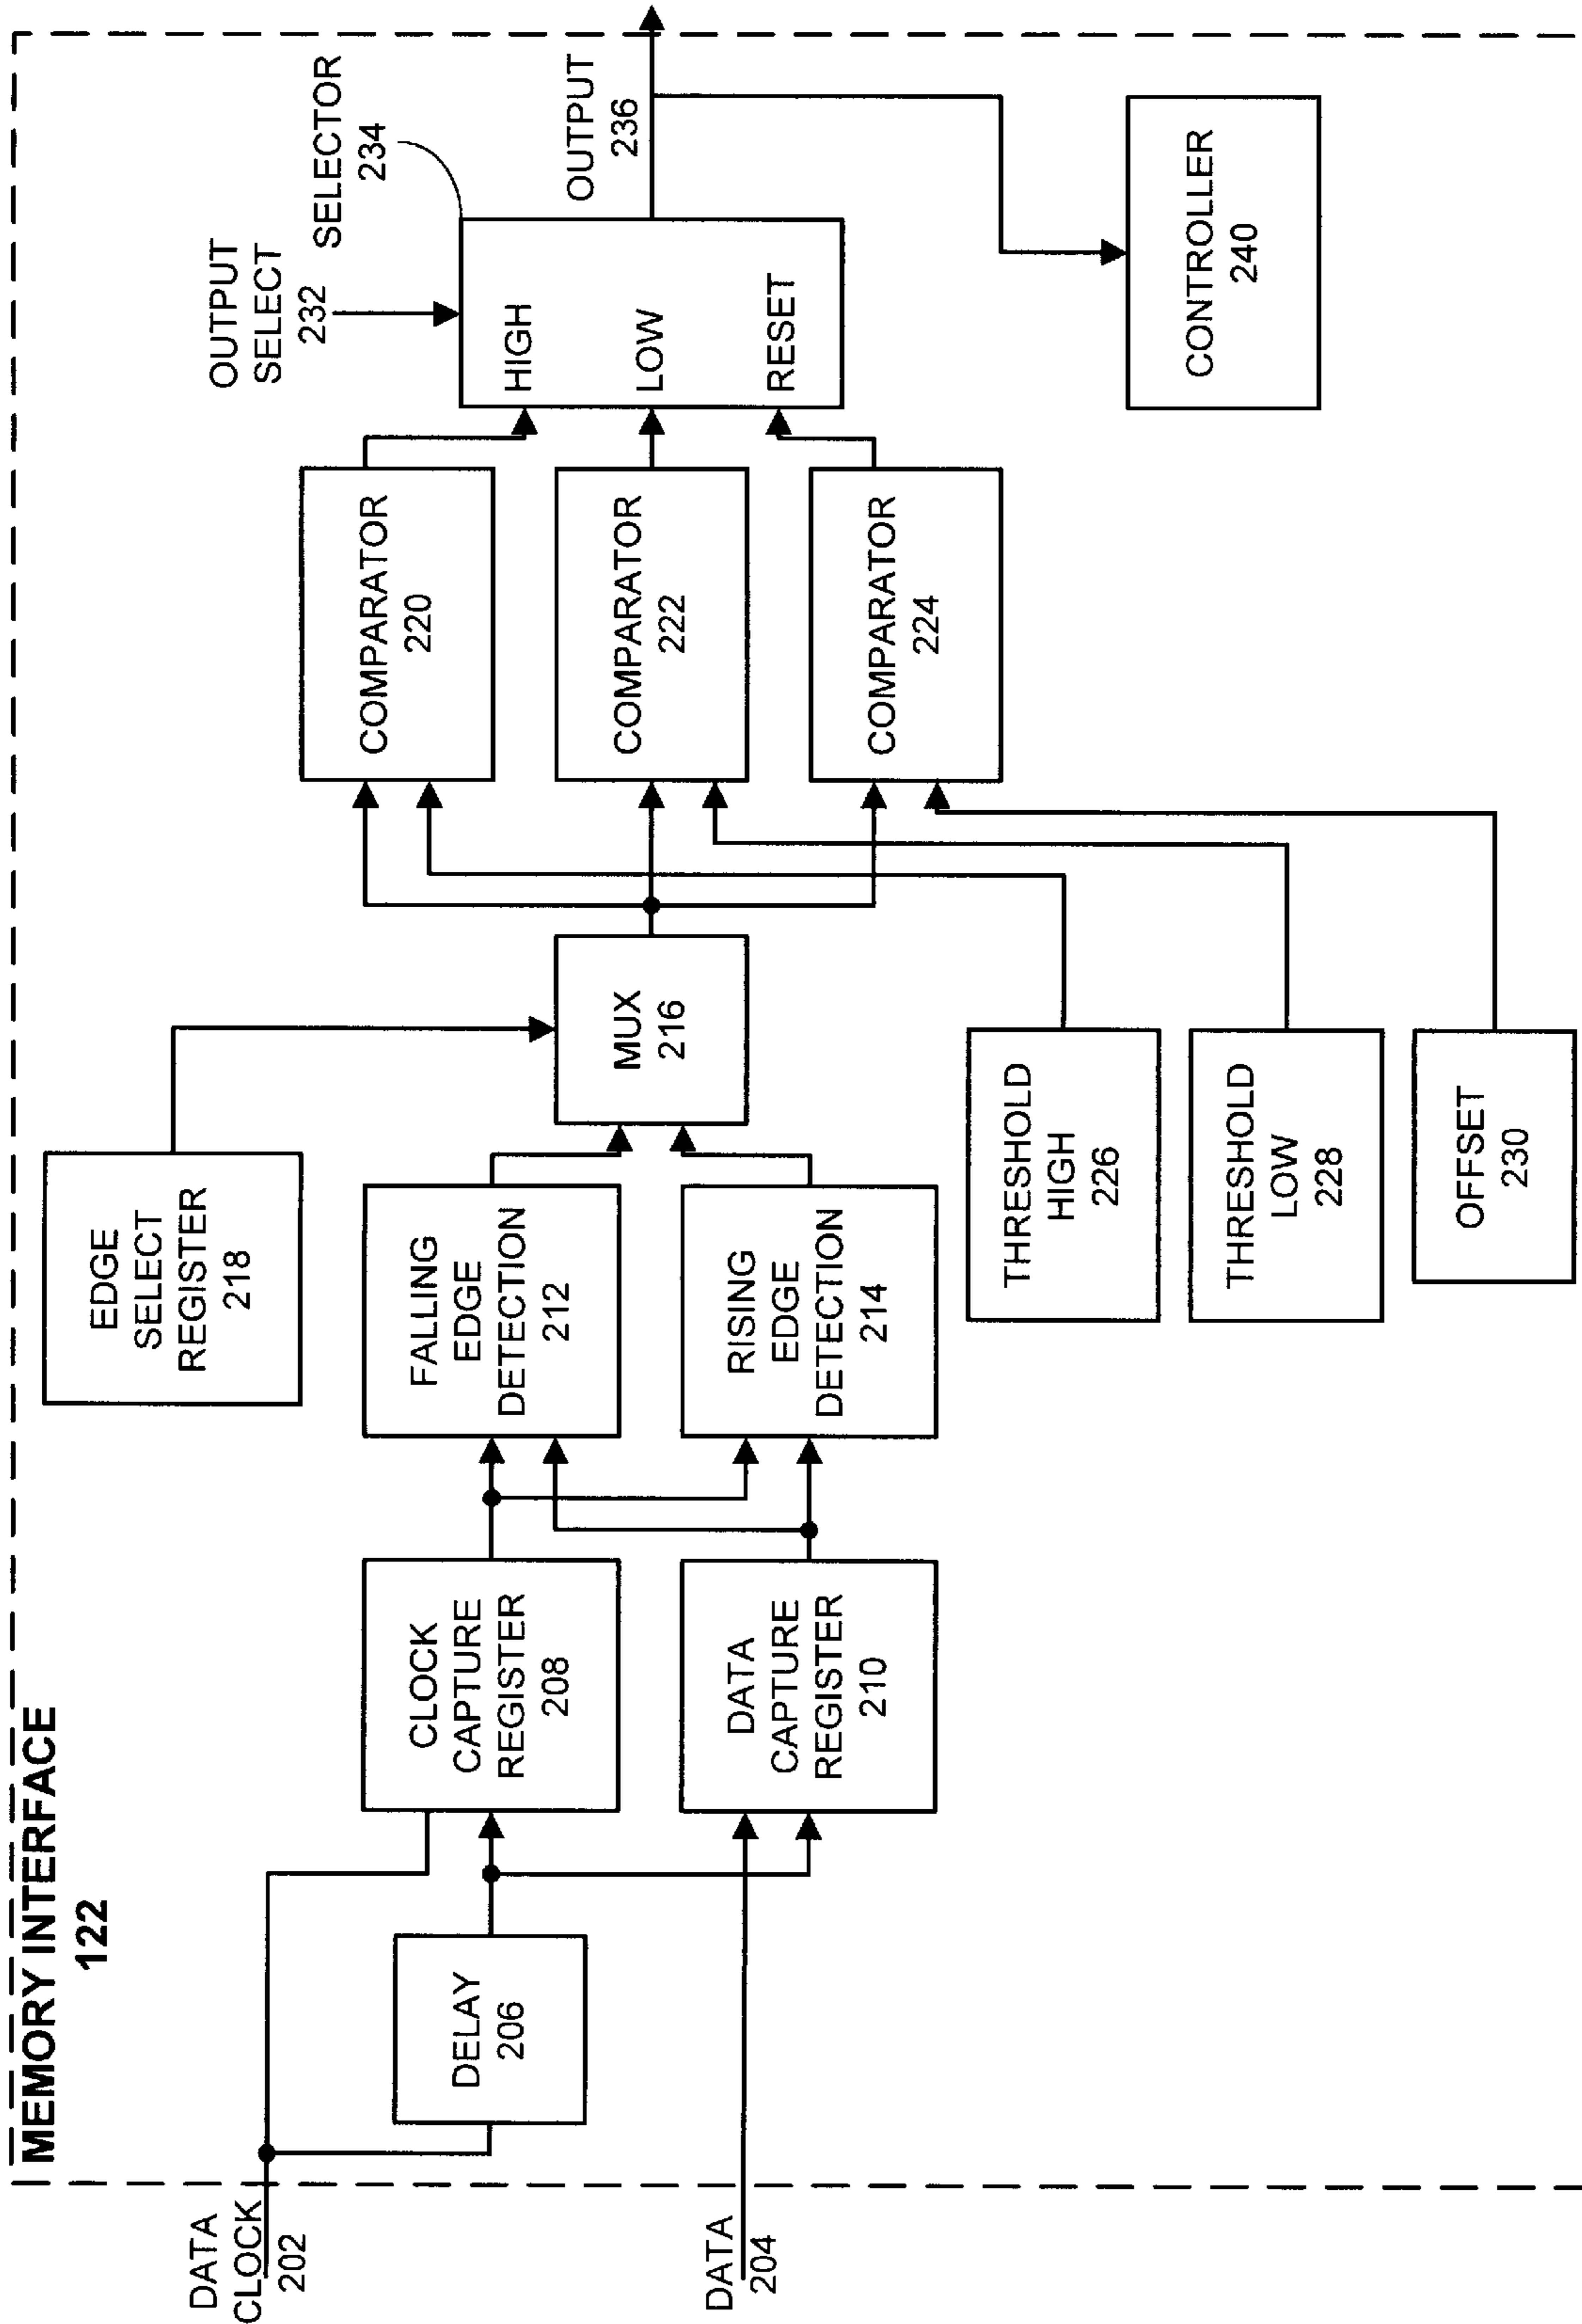 MEMORY INTERFACE
122
DATA
CLOCK
202
DATA
204
DELAY
206
CLOCK
CAPTURE
REGISTER
208
DATA
CAPTURE
REGISTER
210
EDGE
SELECT
REGISTER
218
FALLING
EDGE
DETECTION
212
RISING
EDGE
DETECTION
214
MUX
216
THRESHOLD
HIGH
226
THRESHOLD
LOW
228
OFFSET
230
COMPARATOR
220
COMPARATOR
222
COMPARATOR
224
OUTPUT
SELECT
232
SELECTOR
234
HIGH
LOW
RESET
OUTPUT
236
CONTROLLER
240